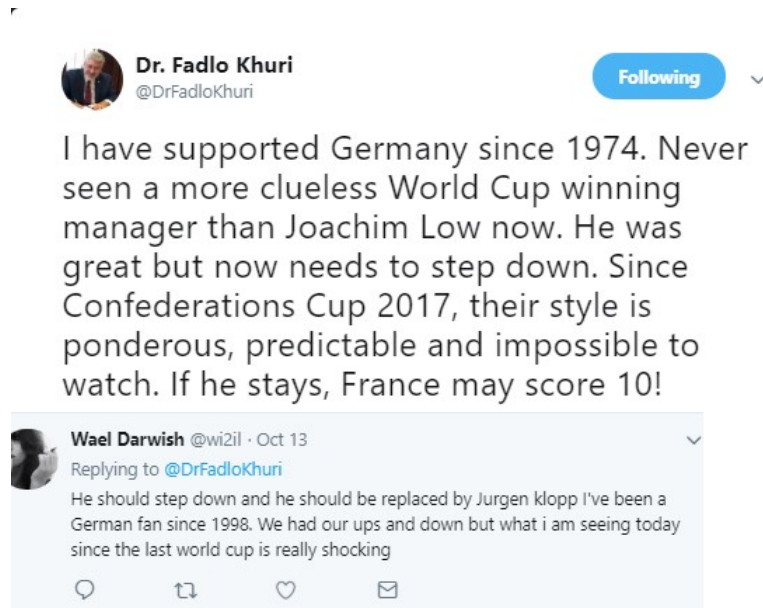 Dr. Fadlo Khuri
@DrFadloKhuri
Following
I have supported Germany since 1974. Never
seen a more clueless World Cup winning
manager than Joachim Low now. He was
great but now needs to step down. Since
Confederations Cup 2017, their style is
ponderous, predictable and impossible to
watch. If he stays, France may score 10!
Wael Darwish @wi2il · Oct 13
Replying to @DrFadloKhuri
He should step down and he should be replaced by Jurgen klopp I've been a
German fan since 1998. We had our ups and down but what i am seeing today
since the last world cup is really shocking